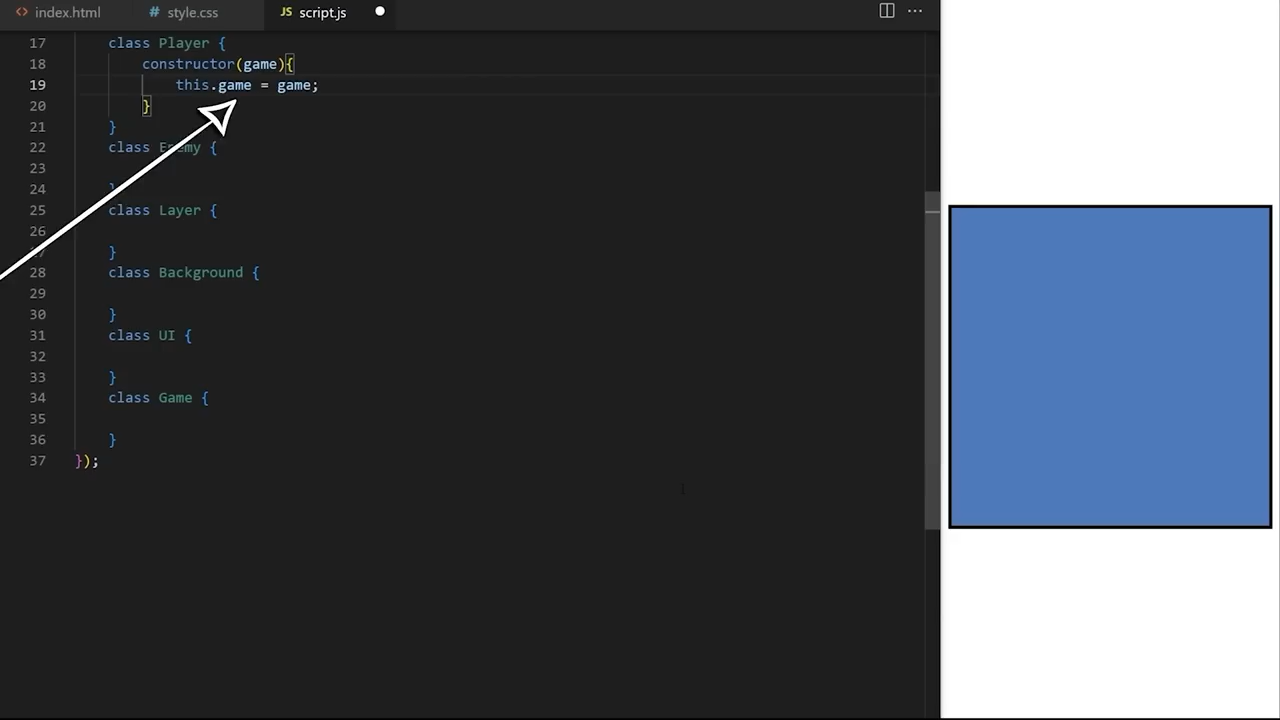 index.html
style.css
JS script.js
17 class Player {
18 constructor(game){
19 this.game = game;
20 }
21 }
22 class Enemy {
23
24 }
25 class Layer {
26
27 }
28 class Background {
29
30 }
31 class UI {
32
33 }
34 class Game {
35
36 }
37 });